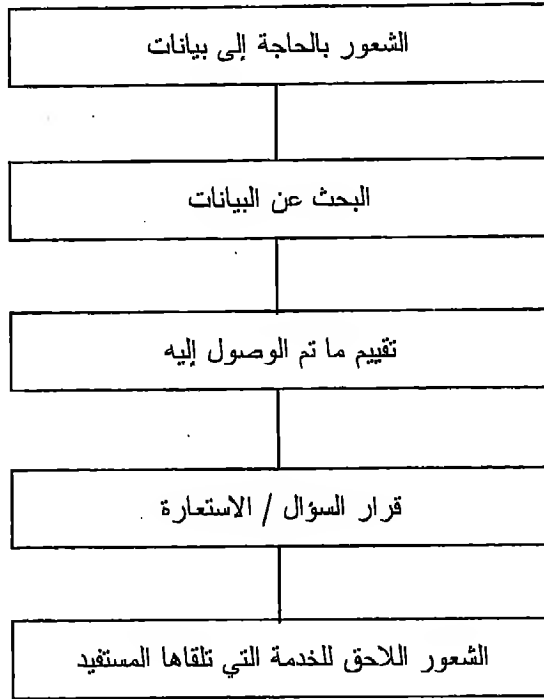 الشعور بالحاجة إلى بيانات
البحث عن البيانات
تقييم ما تم الوصول إليه
قرار السؤال / الاستعارة
الشعور اللاحق للخدمة التي تلقاها المستفيد